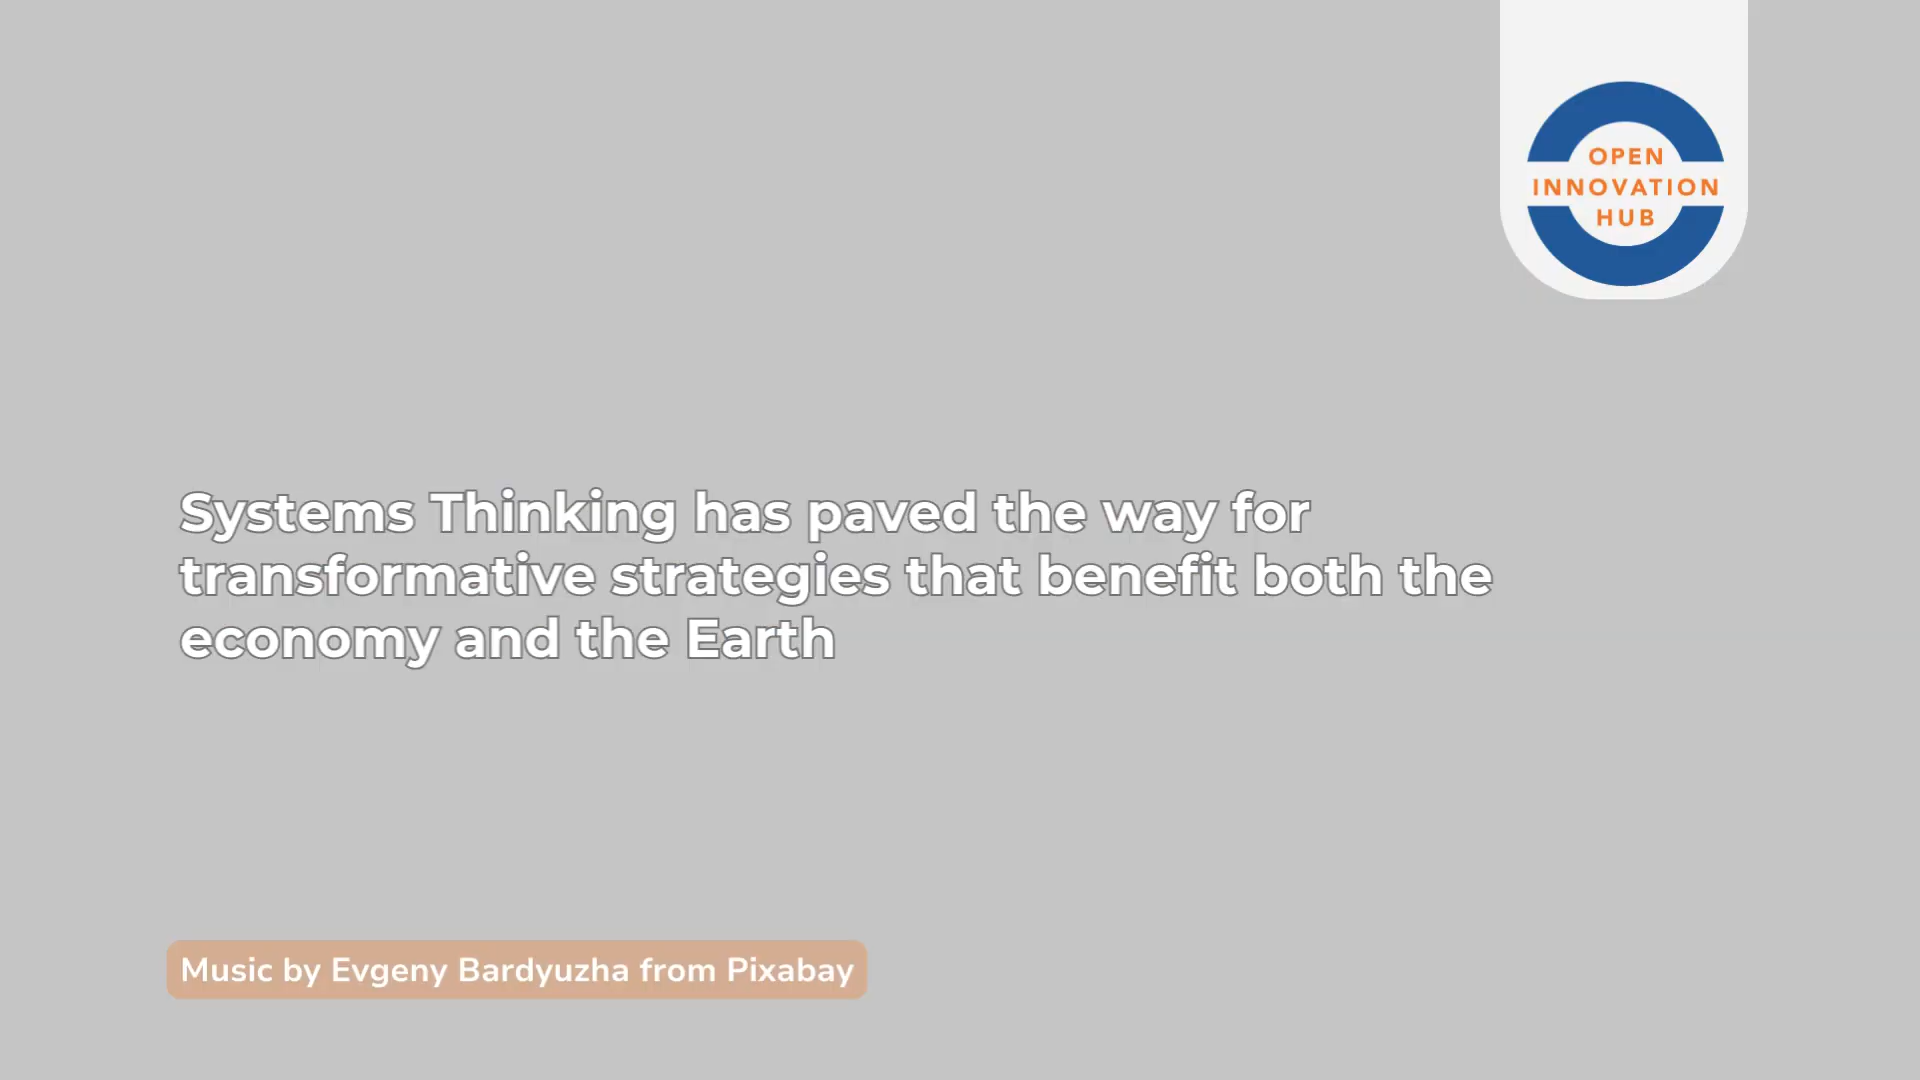 OPEN
INNOVATION
HUB
Systems Thinking has paved the way for
transformative strategies that benefit both the
economy and the Earth
Music by Evgeny Bardyuzha from Pixabay